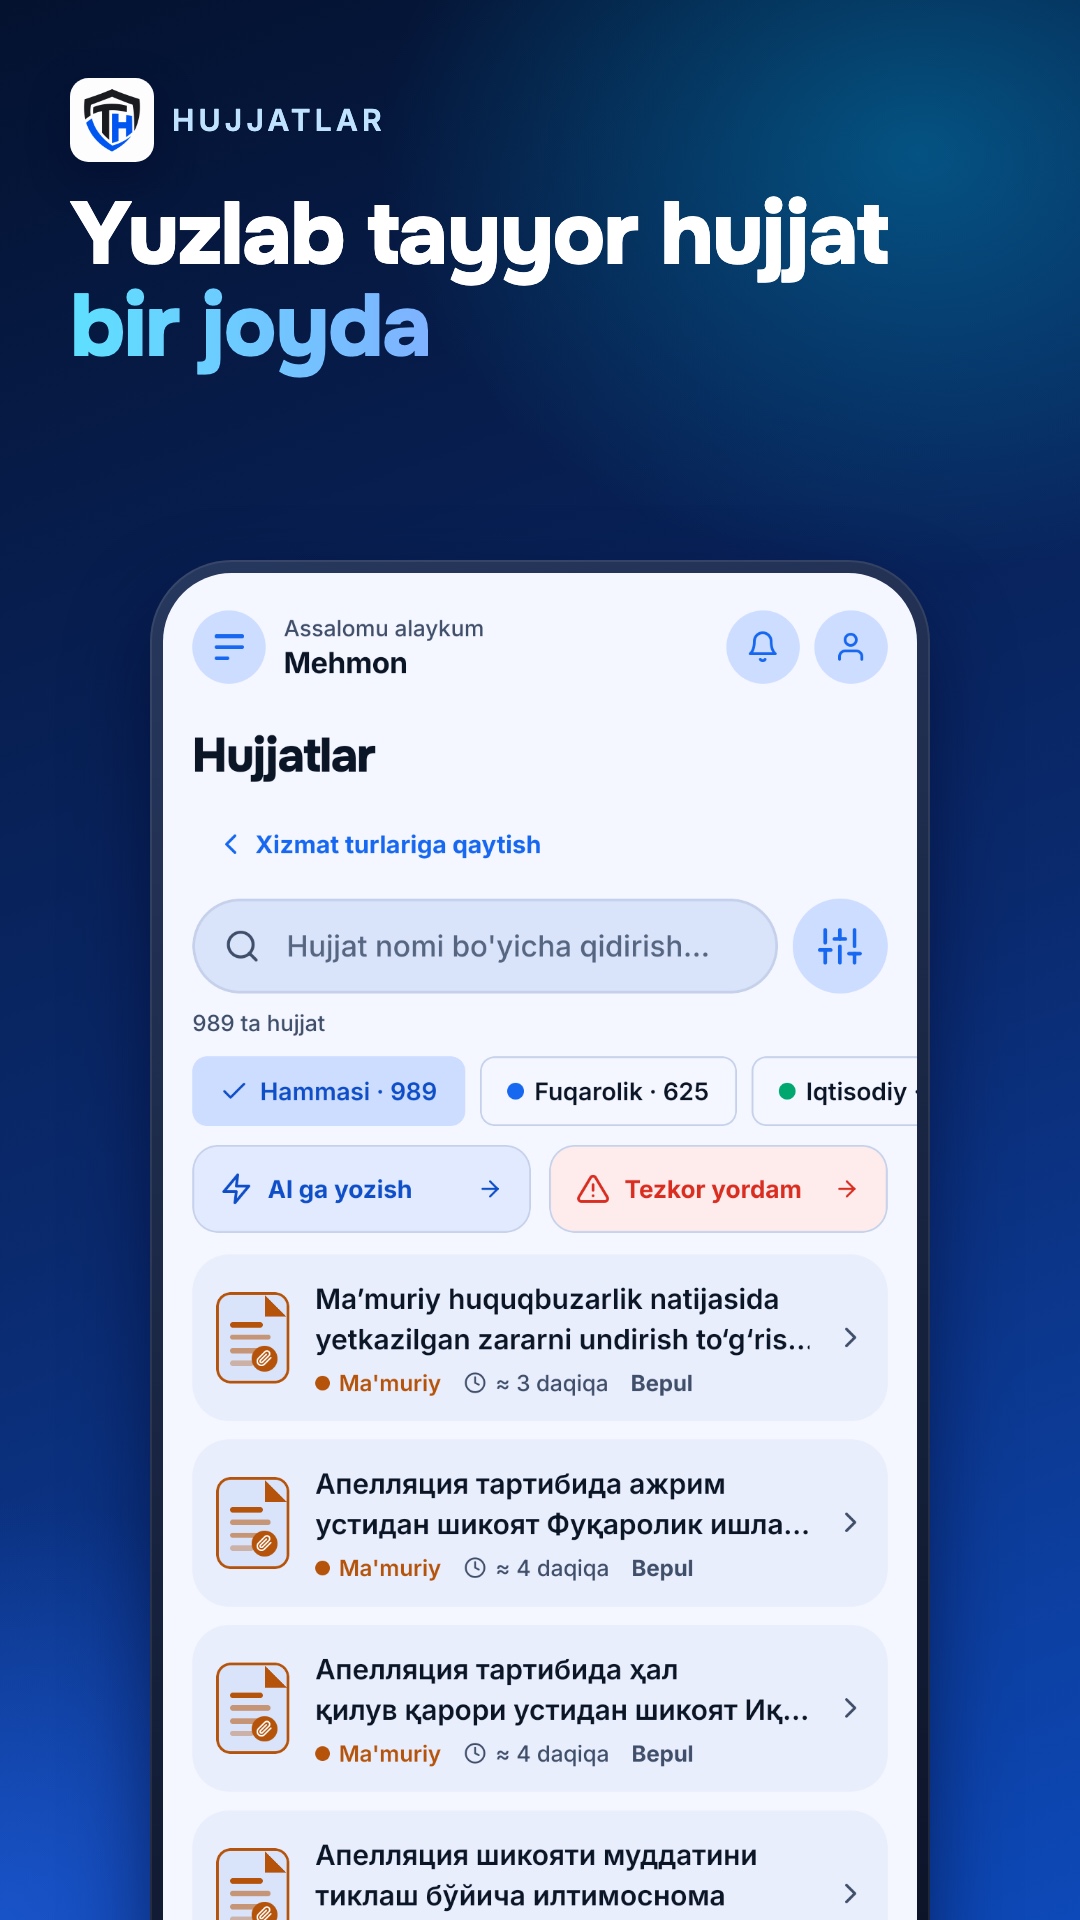 TH
HUJJATLAR
Yuzlab tayyor hujjat
bir joyda
Assalomu alaykum
Mehmon
Hujjatlar
Xizmat turlariga qaytish
Hujjat nomi bo'yicha qidirish...
989 ta hujjat
Hammasi · 989
Fuqarolik · 625
Iqtisodiy ·
AI ga yozish
Tezkor yordam
Ma’muriy huquqbuzarlik natijasida
yetkazilgan zararni undirish to‘g‘ris...
Ma'muriy ≈ 3 daqiqa Bepul
Апелляция тартибида ажрим
устидан шикоят Фуқаролик ишла...
Ma'muriy ≈ 4 daqiqa Bepul
Апелляция тартибида ҳал
қилув қарори устидан шикоят Иқ...
Ma'muriy ≈ 4 daqiqa Bepul
Апелляция шикояти муддатини
тиклаш бўйича илтимоснома